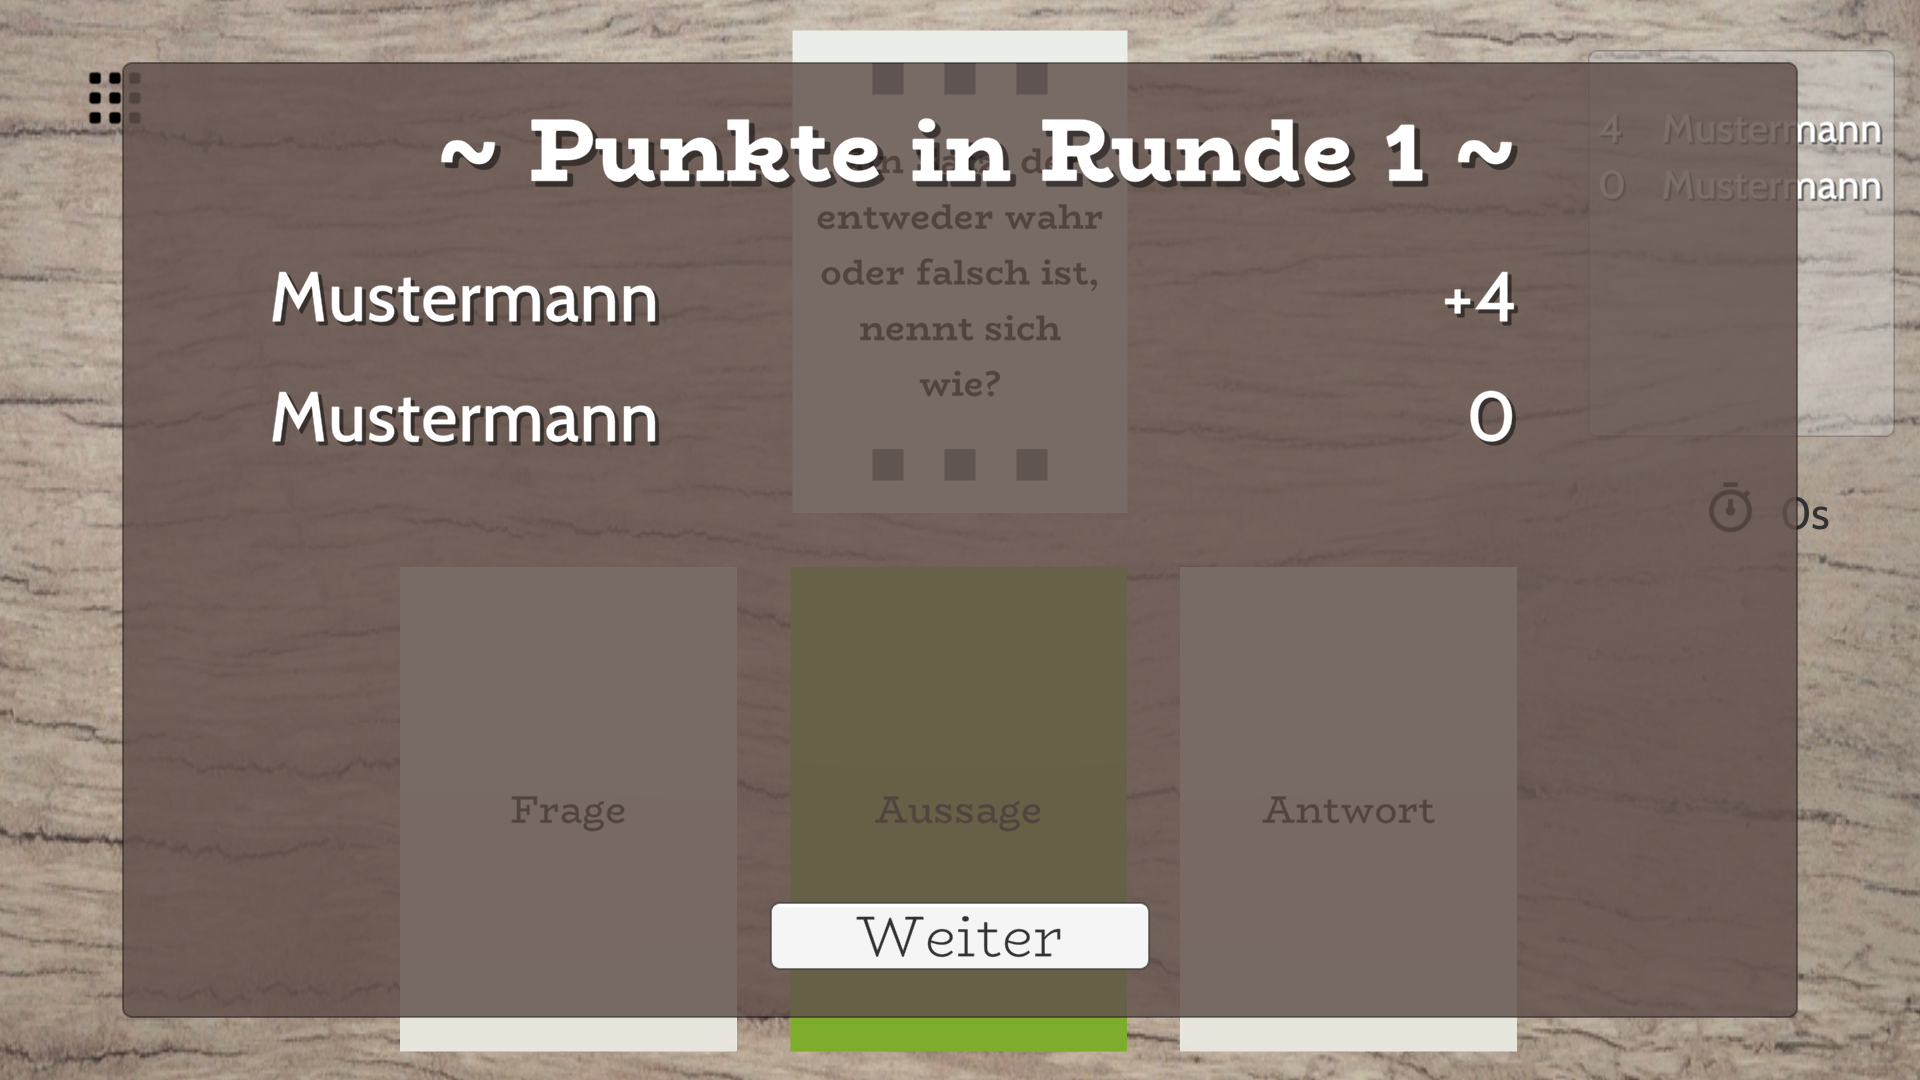 ~ Punkte in Runde 1 ~
entweder wahr
oder falsch ist,
nennt sich
wie?
Mustermann +4
Mustermann 0
4 Mustermann
0 Mustermann
0s
Frage
Aussage
Antwort
Weiter